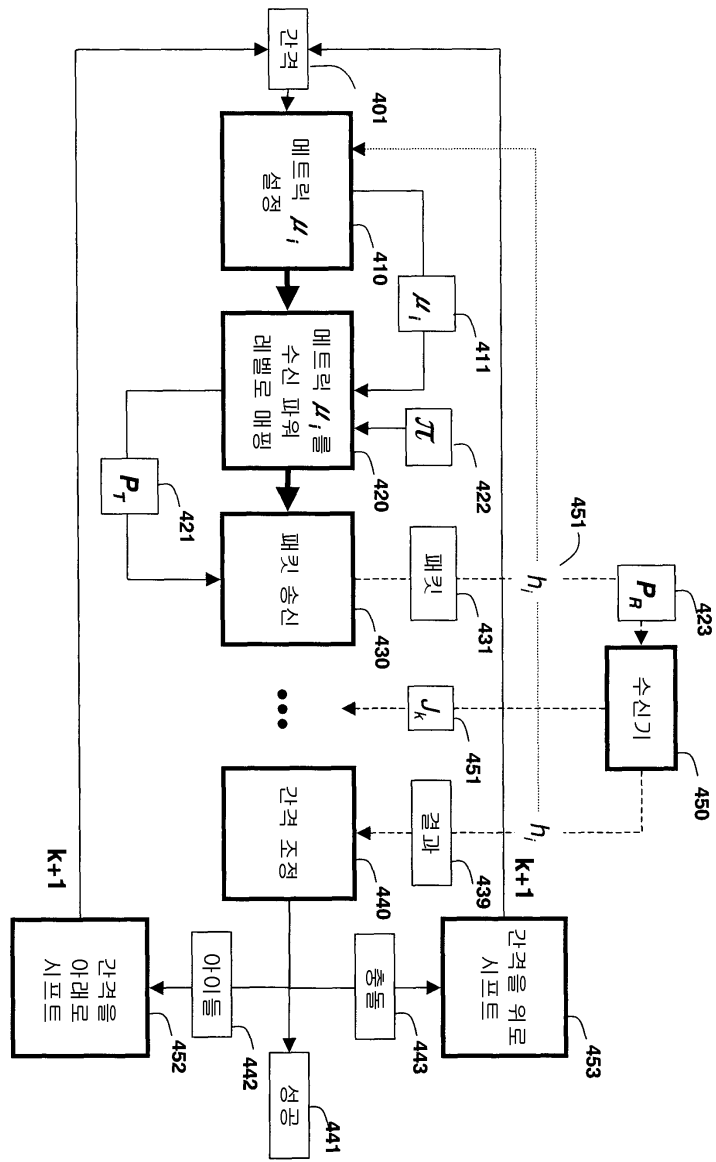 간격
401
메트릭 μi
설정
410
μi
411
메트릭 μi를
수신 파워
레벨로 매핑
420
π
422
PT
421
패킷 송신
430
패킷
431
hi
451
PR
423
수신기
450
Jk
451
hi
결과
439
간격 조정
440
k+1
k+1
간격을 위로
시프트
453
충돌
443
아이들
442
성공
441
간격을
아래로
시프트
452